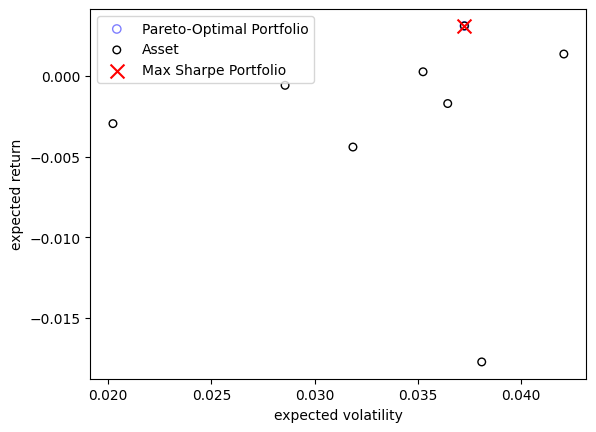 Pareto-Optimal Portfolio
Asset
Max Sharpe Portfolio
0.000
−0.005
−0.010
−0.015
expected return
0.020
0.025
0.030
0.035
0.040
expected volatility